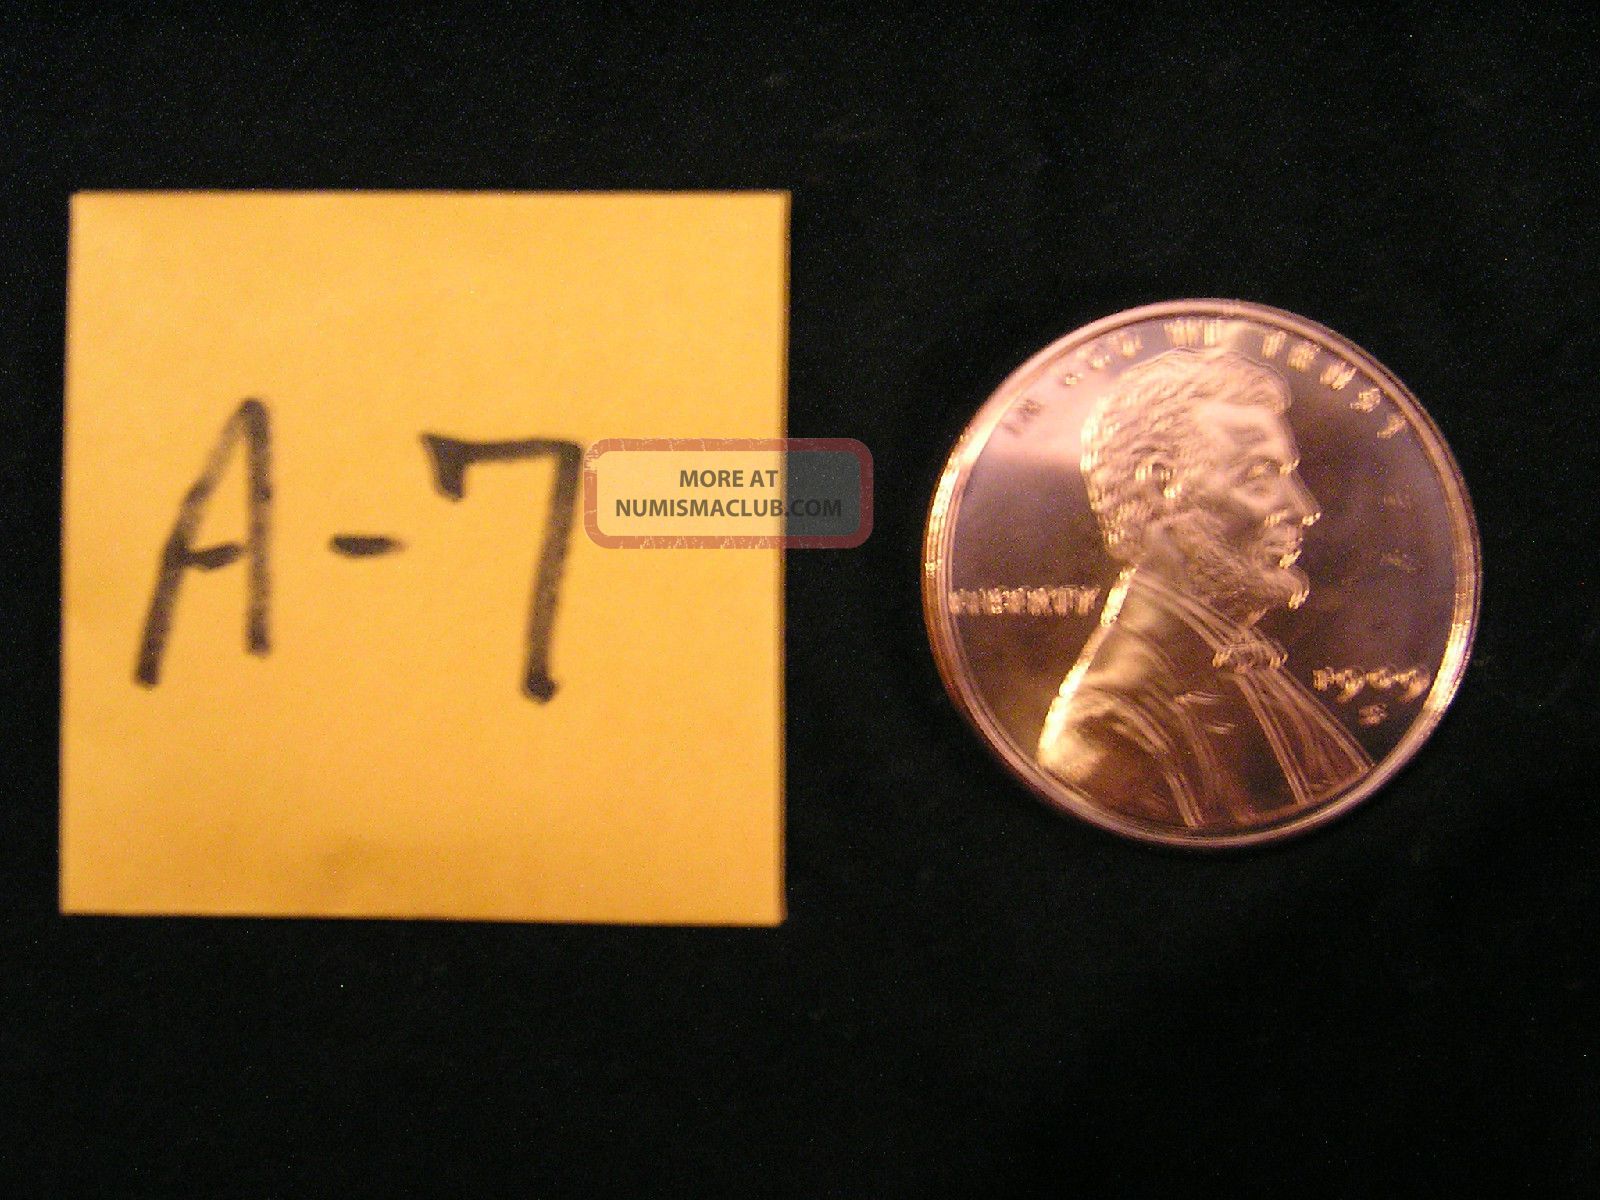 A-7
MORE AT
NUMISMACLUB.COM
IN GOD WE TRUST
LIBERTY
S